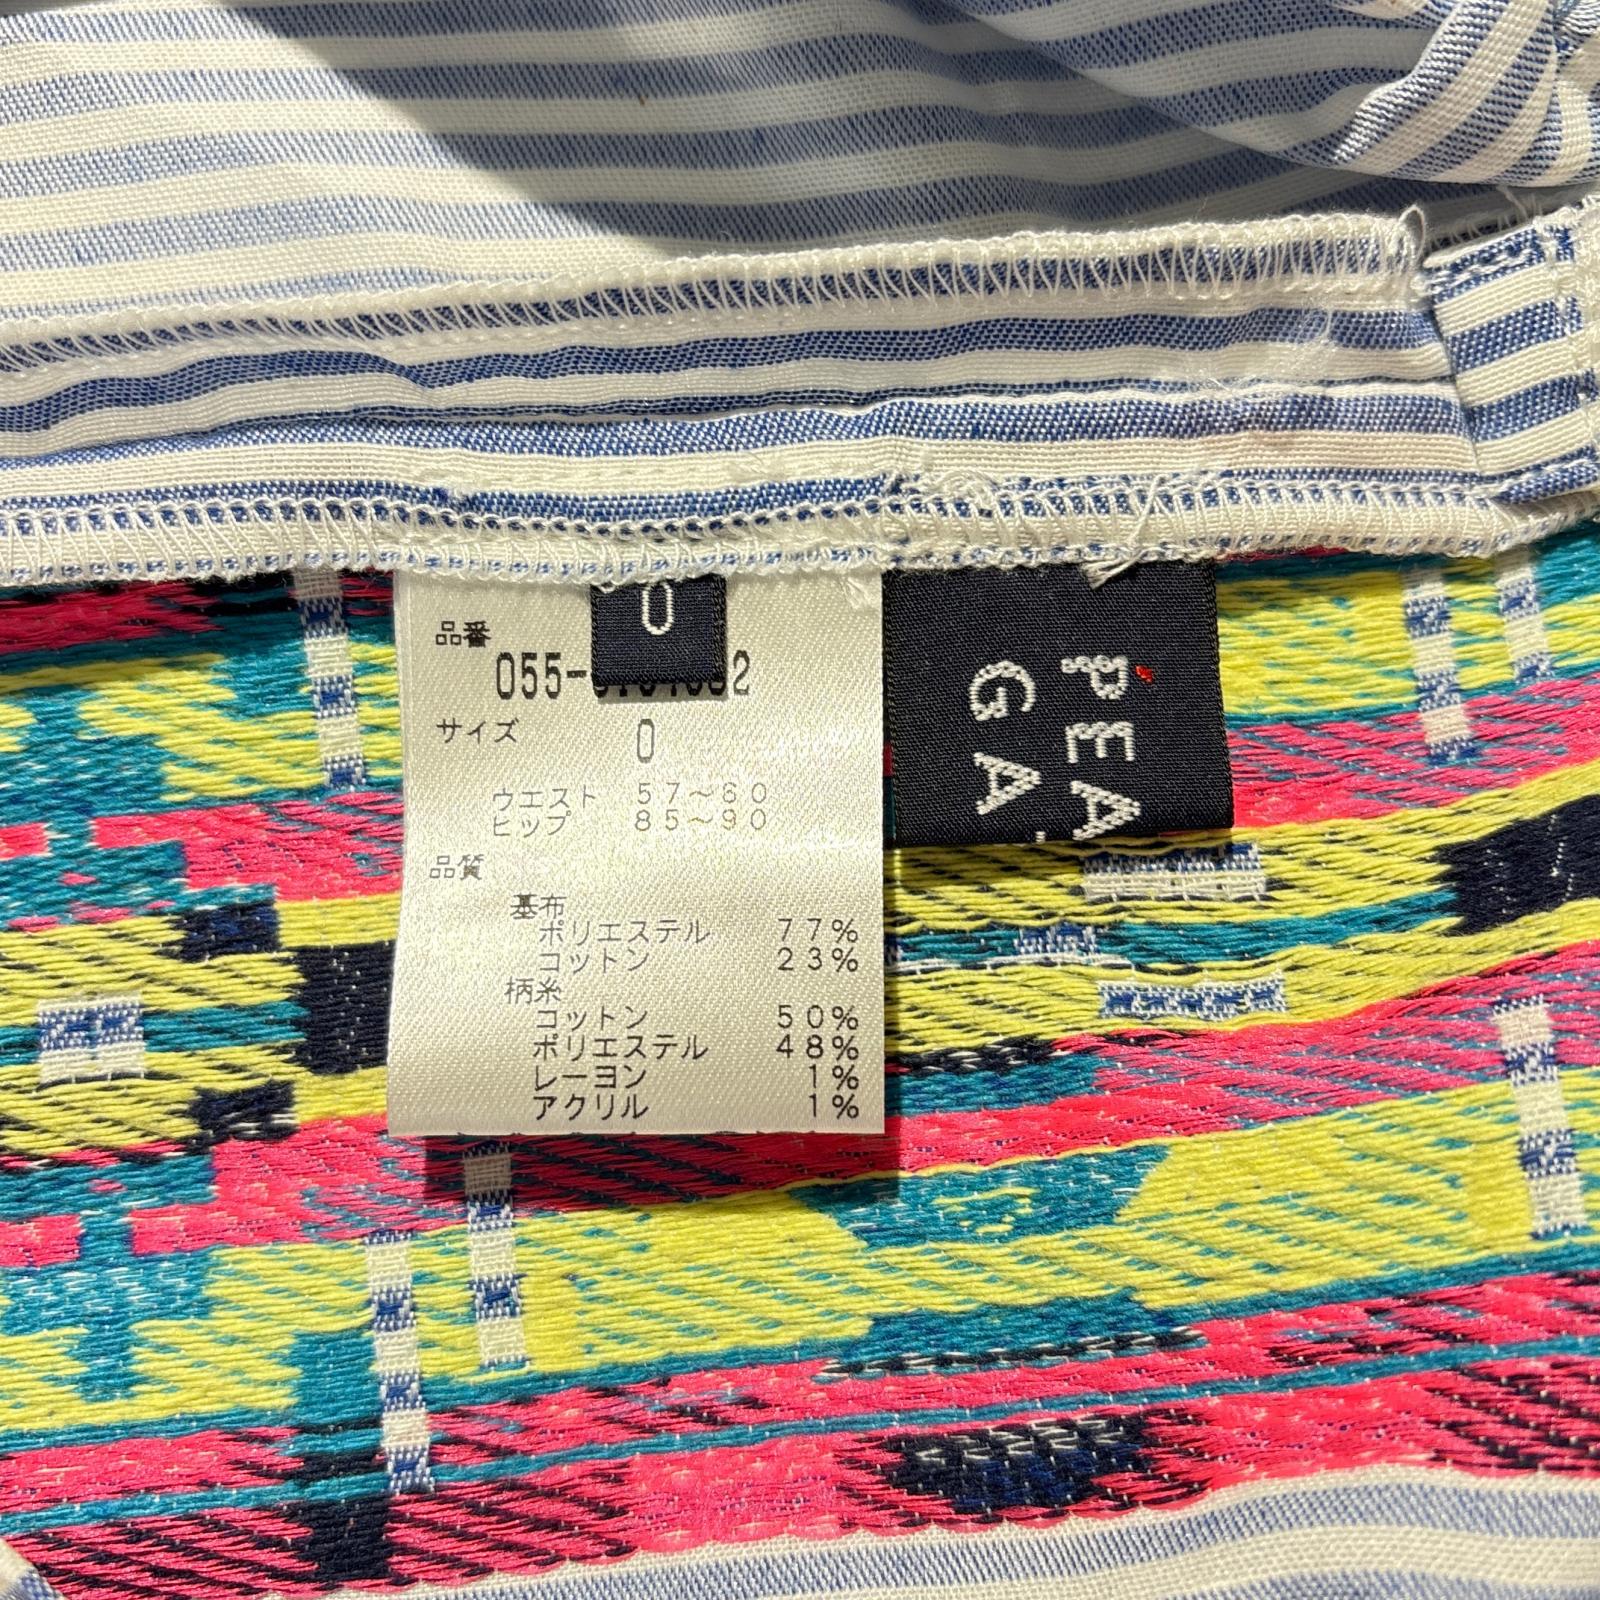 品番
0
055-
2
サイズ 0
ウエスト 57～60
ヒップ 85～90
品質
基布
ポリエステル 77%
コットン 23%
柄糸
コットン 50%
ポリエステル 48%
レーヨン 1%
アクリル 1%
PEA
GA